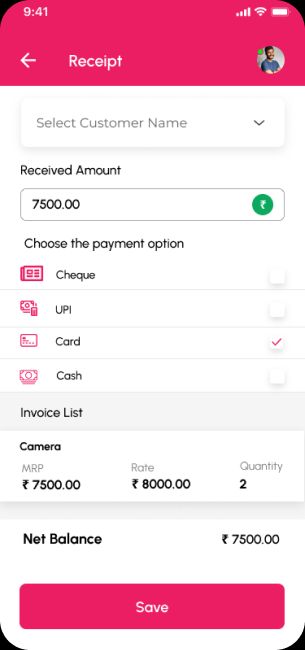 9:41
Receipt
Select Customer Name
Received Amount
7500.00 ₹
Choose the payment option
Cheque
UPI
Card
Cash
Invoice List
Camera
MRP Rate Quantity
₹ 7500.00 ₹ 8000.00 2
Net Balance ₹ 7500.00
Save